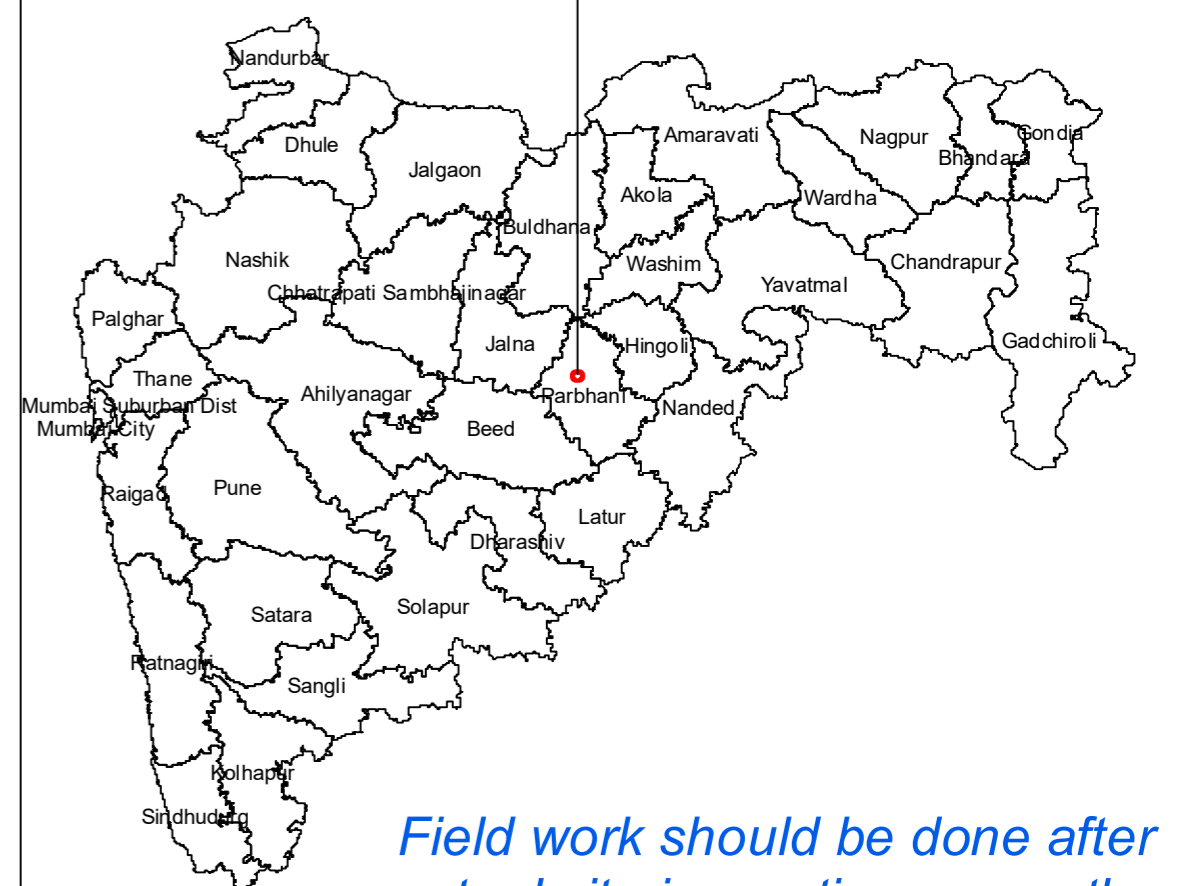 Nandurbar
Dhule
Jalgaon
Buldhana
Akola
Amaravati
Nagpur
Bhandara
Gondia
Wardha
Washim
Yavatmal
Chandrapur
Gadchiroli
Nashik
Chhatrapati Sambhajinagar
Palghar
Jalna
Hingoli
Thane
Ahilyanagar
Parbhani
Nanded
Mumbai Suburban Dist
Mumbai City
Beed
Raigad
Pune
Latur
Dharashiv
Satara
Solapur
Ratnagiri
Sangli
Kolhapur
Sindhudurg
Field work should be done after